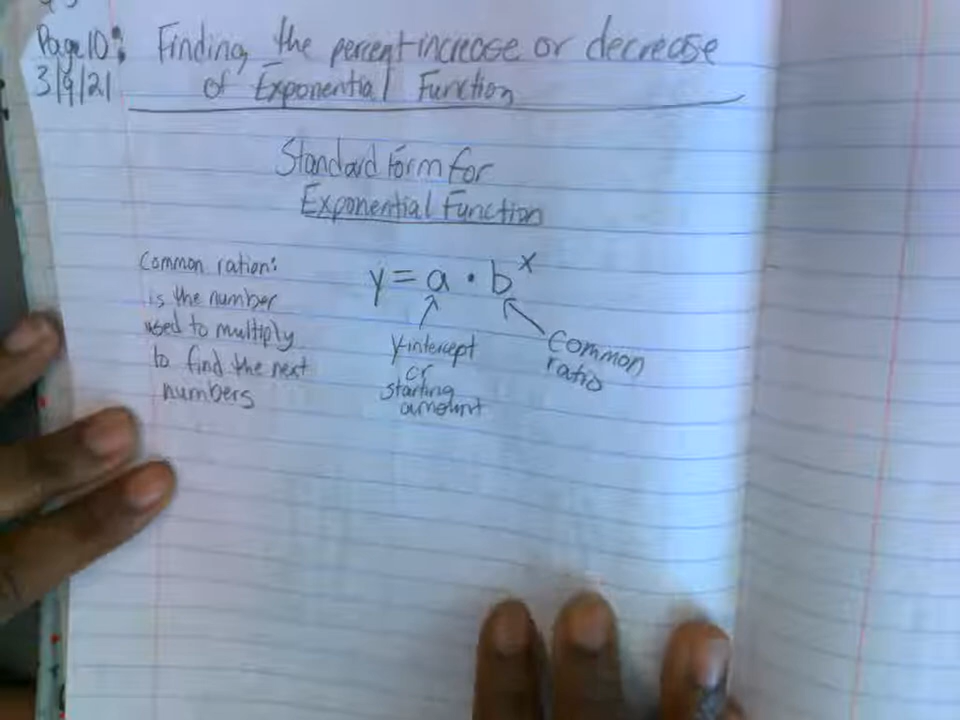 Page 10: Finding the percent increase or decrease
3/9/21 of Exponential Function
Standard Form for
Exponential Function
Common ration:
is the number
used to multiply
to find the next
numbers
y = a · b^x
y-intercept
or
starting
amount
Common
ratio